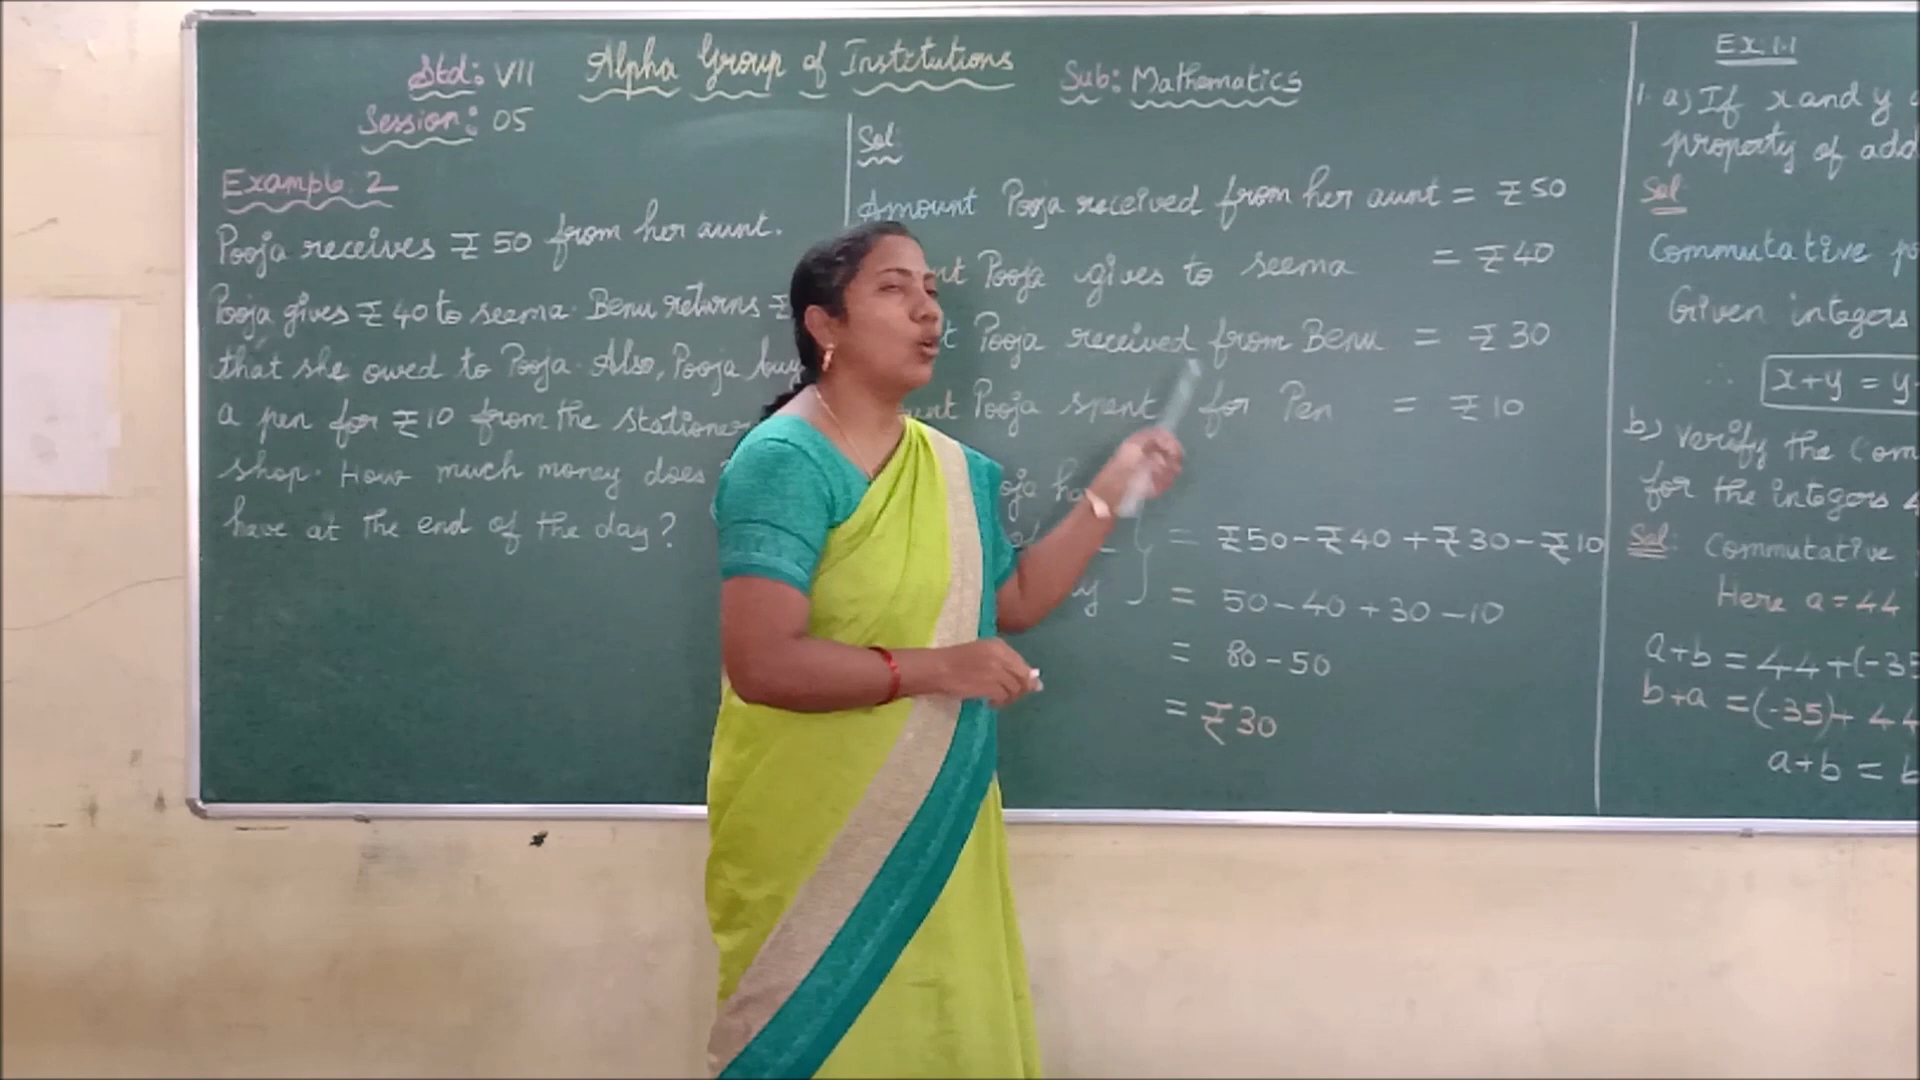 Std: VII Alpha Group of Institutions Sub: Mathematics
Session: 05
Example 2
Pooja receives ₹ 50 from her aunt.
Pooja gives ₹ 40 to seema. Benu returns ₹
that she owed to Pooja. Also, Pooja buy
a pen for ₹ 10 from the stationer
shop. How much money does
have at the end of the day?
Sol:
Amount Pooja received from her aunt = ₹ 50
Pooja gives to seema = ₹ 40
Pooja received from Benu = ₹ 30
Pooja spent for Pen = ₹ 10
= ₹50 - ₹40 + ₹30 - ₹10
= 50 - 40 + 30 - 10
= 80 - 50
= ₹30
Ex: 1.1
1. a) If x and y
property of add
Sol
Commutative
Given integers
∴ x+y = y
b) Verify the Com
for the integers
Sol: Commutative
Here a = 44
a+b = 44+(-35
b+a = (-35)+ 44
a+b = b